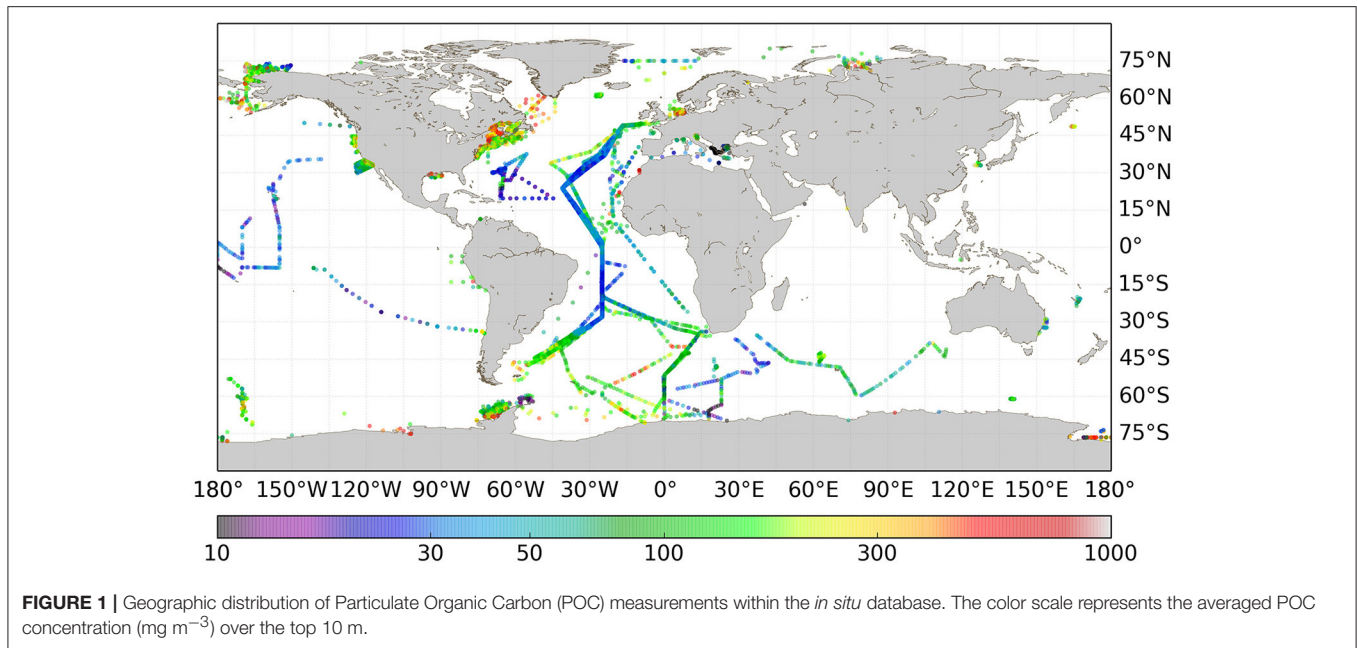 75°N
60°N
45°N
30°N
15°N
0°
15°S
30°S
45°S
60°S
75°S
180° 150°W 120°W 90°W 60°W 30°W 0° 30°E 60°E 90°E 120°E 150°E 180°
10 30 50 100 300 1000
FIGURE 1 | Geographic distribution of Particulate Organic Carbon (POC) measurements within the in situ database. The color scale represents the averaged POC
concentration (mg m−3) over the top 10 m.